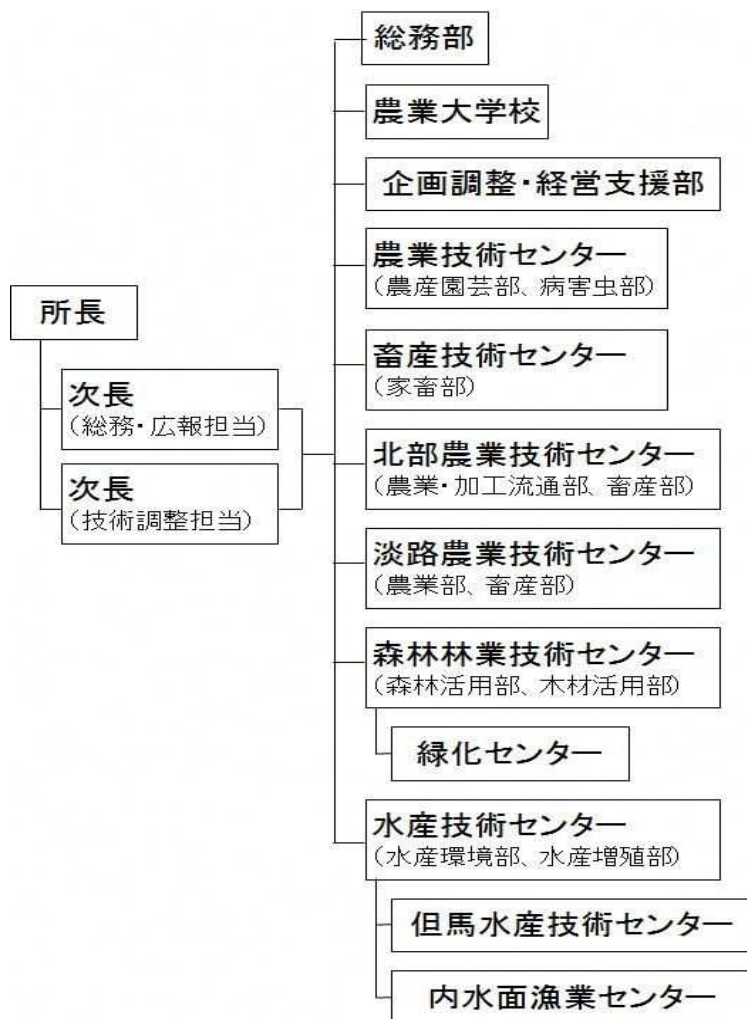 総務部
農業大学校
企画調整・経営支援部
農業技術センター
（農産園芸部、病害虫部）
所長
畜産技術センター
（家畜部）
次長
（総務・広報担当）
北部農業技術センター
（農業・加工流通部、畜産部）
次長
（技術調整担当）
淡路農業技術センター
（農業部、畜産部）
森林林業技術センター
（森林活用部、木材活用部）
緑化センター
水産技術センター
（水産環境部、水産増殖部）
但馬水産技術センター
内水面漁業センター